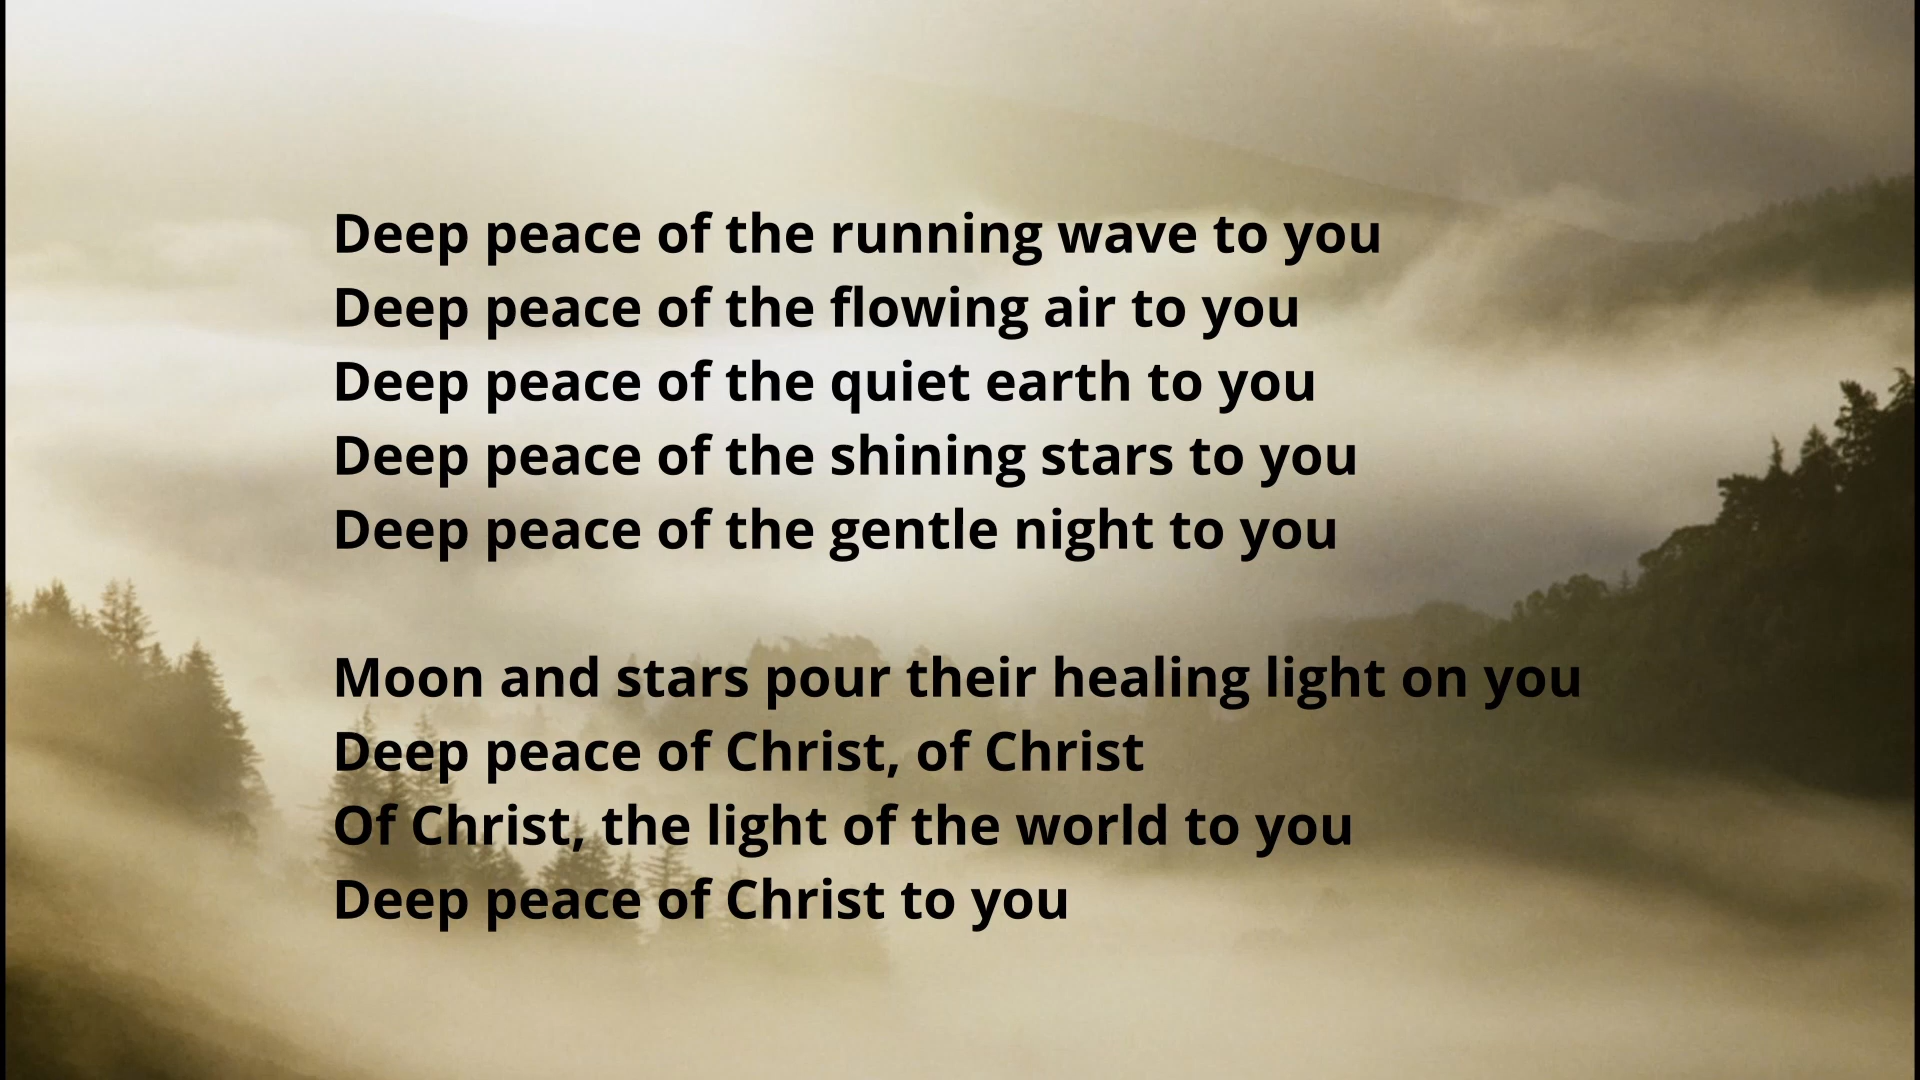 Deep peace of the running wave to you
Deep peace of the flowing air to you
Deep peace of the quiet earth to you
Deep peace of the shining stars to you
Deep peace of the gentle night to you
Moon and stars pour their healing light on you
Deep peace of Christ, of Christ
Of Christ, the light of the world to you
Deep peace of Christ to you